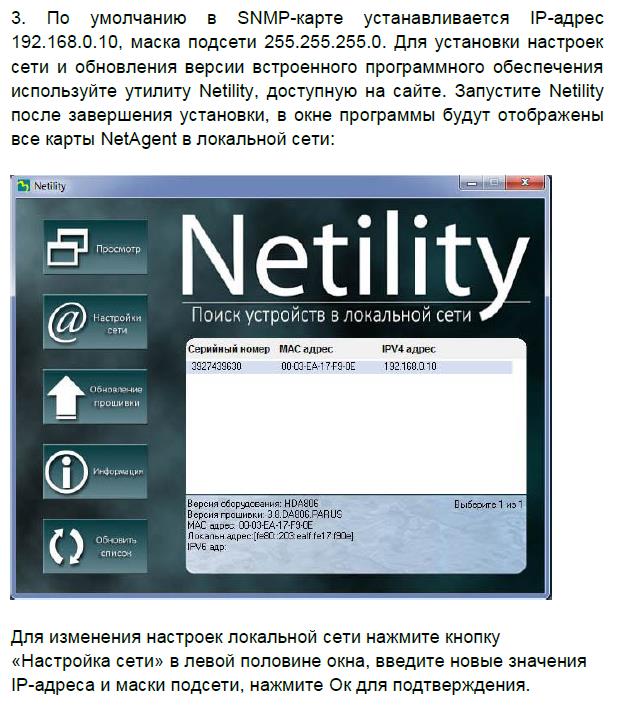 3. По умолчанию в SNMP-карте устанавливается IP-адрес
192.168.0.10, маска подсети 255.255.255.0. Для установки настроек
сети и обновления версии встроенного программного обеспечения
используйте утилиту Netility, доступную на сайте. Запустите Netility
после завершения установки, в окне программы будут отображены
все карты NetAgent в локальной сети:
Netility
Просмотр
Настройки
сети
Обновление
прошивки
Информация
Обновить
список
Netility
Поиск устройств в локальной сети
Серийный номер MAC адрес IPV4 адрес
3927439630 00-03-EA-17-F9-0E 192.168.0.10
Версия оборудования: HDA806 Выберите 1 из 1
Версия прошивки: 3.8.DA806.PARUS
MAC адрес: 00-03-EA-17-F9-0E
Локальн.адрес:[fe80::203:eaff:fe17:f90e]
IPV6 адр:
Для изменения настроек локальной сети нажмите кнопку
«Настройка сети» в левой половине окна, введите новые значения
IP-адреса и маски подсети, нажмите Ок для подтверждения.